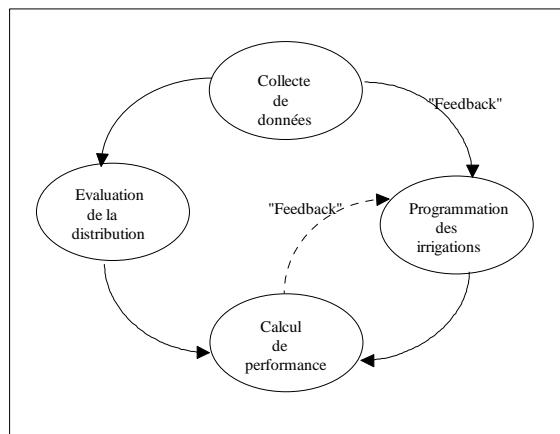 Collecte
de
données
"Feedback"
Evaluation
de la
distribution
"Feedback"
Programmation
des
irrigations
Calcul
de
performance